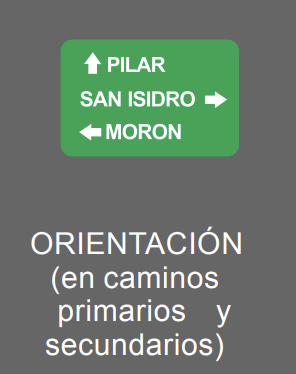 PILAR
SAN ISIDRO
MORON
ORIENTACIÓN
(en caminos
primarios y
secundarios)